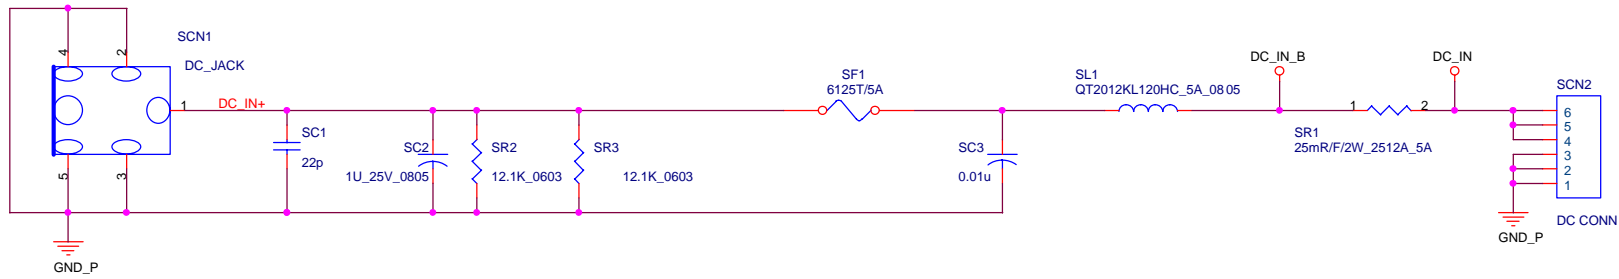 SCN1
DC_JACK
4
2
1
5
3
DC_IN+
GND_P
SC1
22p
SC2
1U_25V_0805
SR2
12.1K_0603
SR3
12.1K_0603
SF1
6125T/5A
SC3
0.01u
SL1
QT2012KL120HC_5A_0805
DC_IN_B
DC_IN
1
2
SR1
25mR/F/2W_2512A_5A
SCN2
6
5
4
3
2
1
DC CONN
GND_P